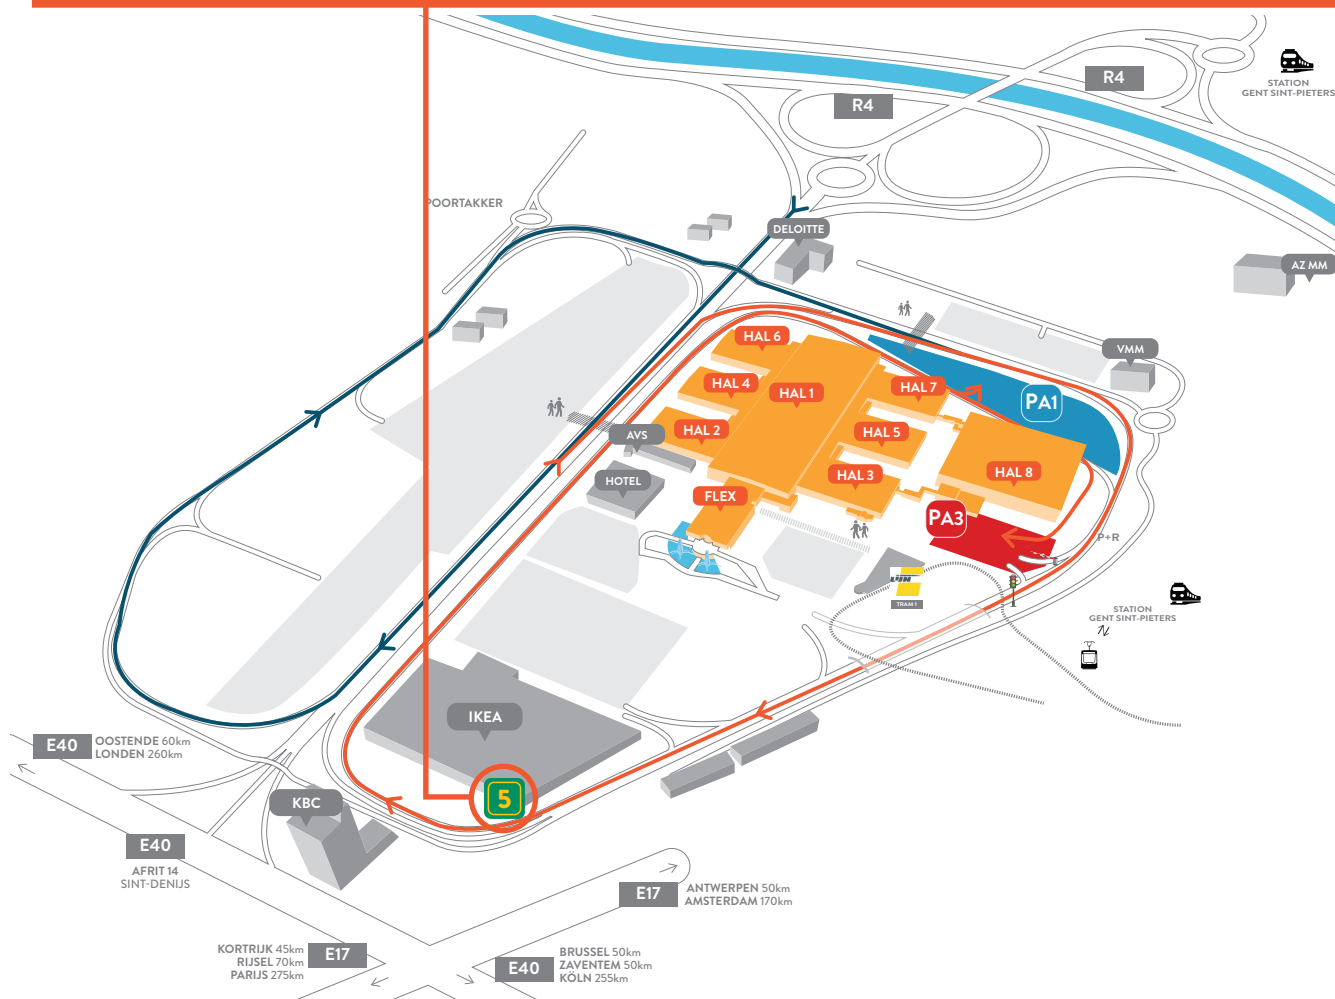 R4
R4
STATION
GENT SINT-PIETERS
POORTAKKER
DELOITTE
AZ MM
VMM
HAL 6
HAL 4
HAL 1
HAL 7
PA1
HAL 2
HAL 5
AVS
HAL 3
HAL 8
HOTEL
FLEX
PA3
P+R
LIJN
TRAM 1
STATION
GENT SINT-PIETERS
IKEA
E40
OOSTENDE 60km
LONDEN 260km
5
KBC
E40
AFRIT 14
SINT-DENIJS
E17
ANTWERPEN 50km
AMSTERDAM 170km
KORTRIJK 45km
RIJSEL 70km
PARIJS 275km
E17
E40
BRUSSEL 50km
ZAVENTEM 50km
KÖLN 255km